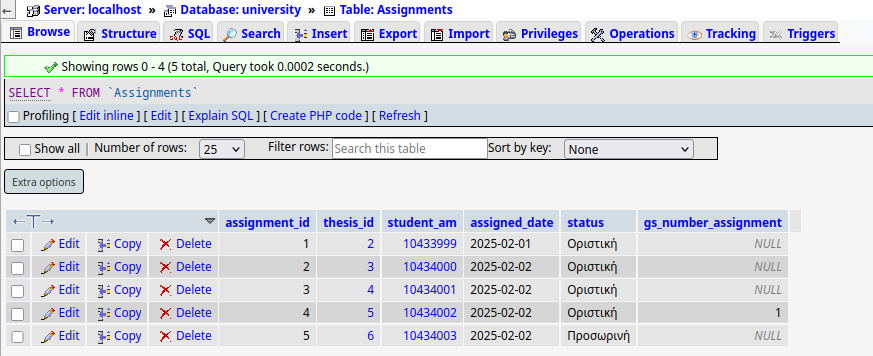 Server: localhost » Database: university » Table: Assignments
Browse Structure SQL Search Insert Export Import Privileges Operations Tracking Triggers
Showing rows 0 - 4 (5 total, Query took 0.0002 seconds.)
SELECT * FROM `Assignments`
Profiling [ Edit inline ] [ Edit ] [ Explain SQL ] [ Create PHP code ] [ Refresh ]
Show all | Number of rows: 25 Filter rows: Search this table Sort by key: None
Extra options
←T→ assignment_id thesis_id student_am assigned_date status gs_number_assignment
Edit Copy Delete 1 2 10433999 2025-02-01 Οριστική NULL
Edit Copy Delete 2 3 10434000 2025-02-02 Οριστική NULL
Edit Copy Delete 3 4 10434001 2025-02-02 Οριστική NULL
Edit Copy Delete 4 5 10434002 2025-02-02 Οριστική 1
Edit Copy Delete 5 6 10434003 2025-02-02 Προσωρινή NULL